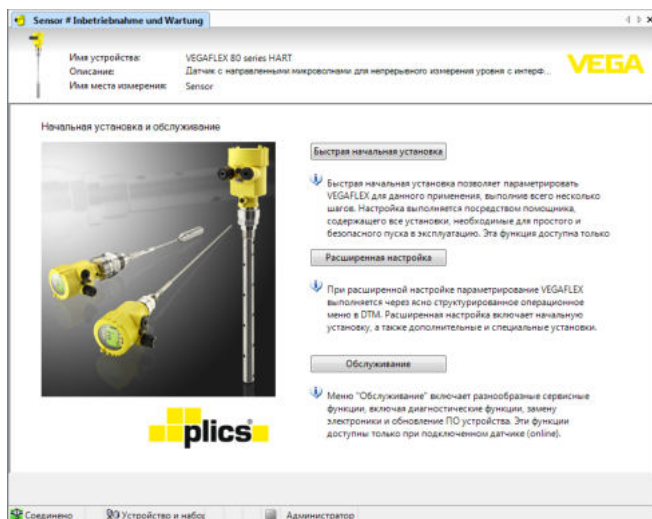 Sensor # Inbetriebnahme und Wartung
Имя устройства: VEGAFLEX 80 series HART
Описание: Датчик с направленными микроволнами для непрерывного измерения уровня с интерф...
Имя места измерения: Sensor
VEGA
Начальная установка и обслуживание
Быстрая начальная установка
Быстрая начальная установка позволяет параметрировать
VEGAFLEX для данного применения, выполнив всего несколько
шагов. Настройка выполняется посредством помощника,
содержащего все установки, необходимые для простого и
безопасного пуска в эксплуатацию. Эта функция доступна только
Расширенная настройка
При расширенной настройке параметрирование VEGAFLEX
выполняется через ясно структурированное операционное
меню в DTM. Расширенная настройка включает начальную
установку, а также дополнительные и специальные установки.
Обслуживание
Меню "Обслуживание" включает разнообразные сервисные
функции, включая диагностические функции, замену
электроники и обновление ПО устройства. Эти функции
доступны только при подключенном датчике (online).
plics®
Соединено Устройство и набор Администратор